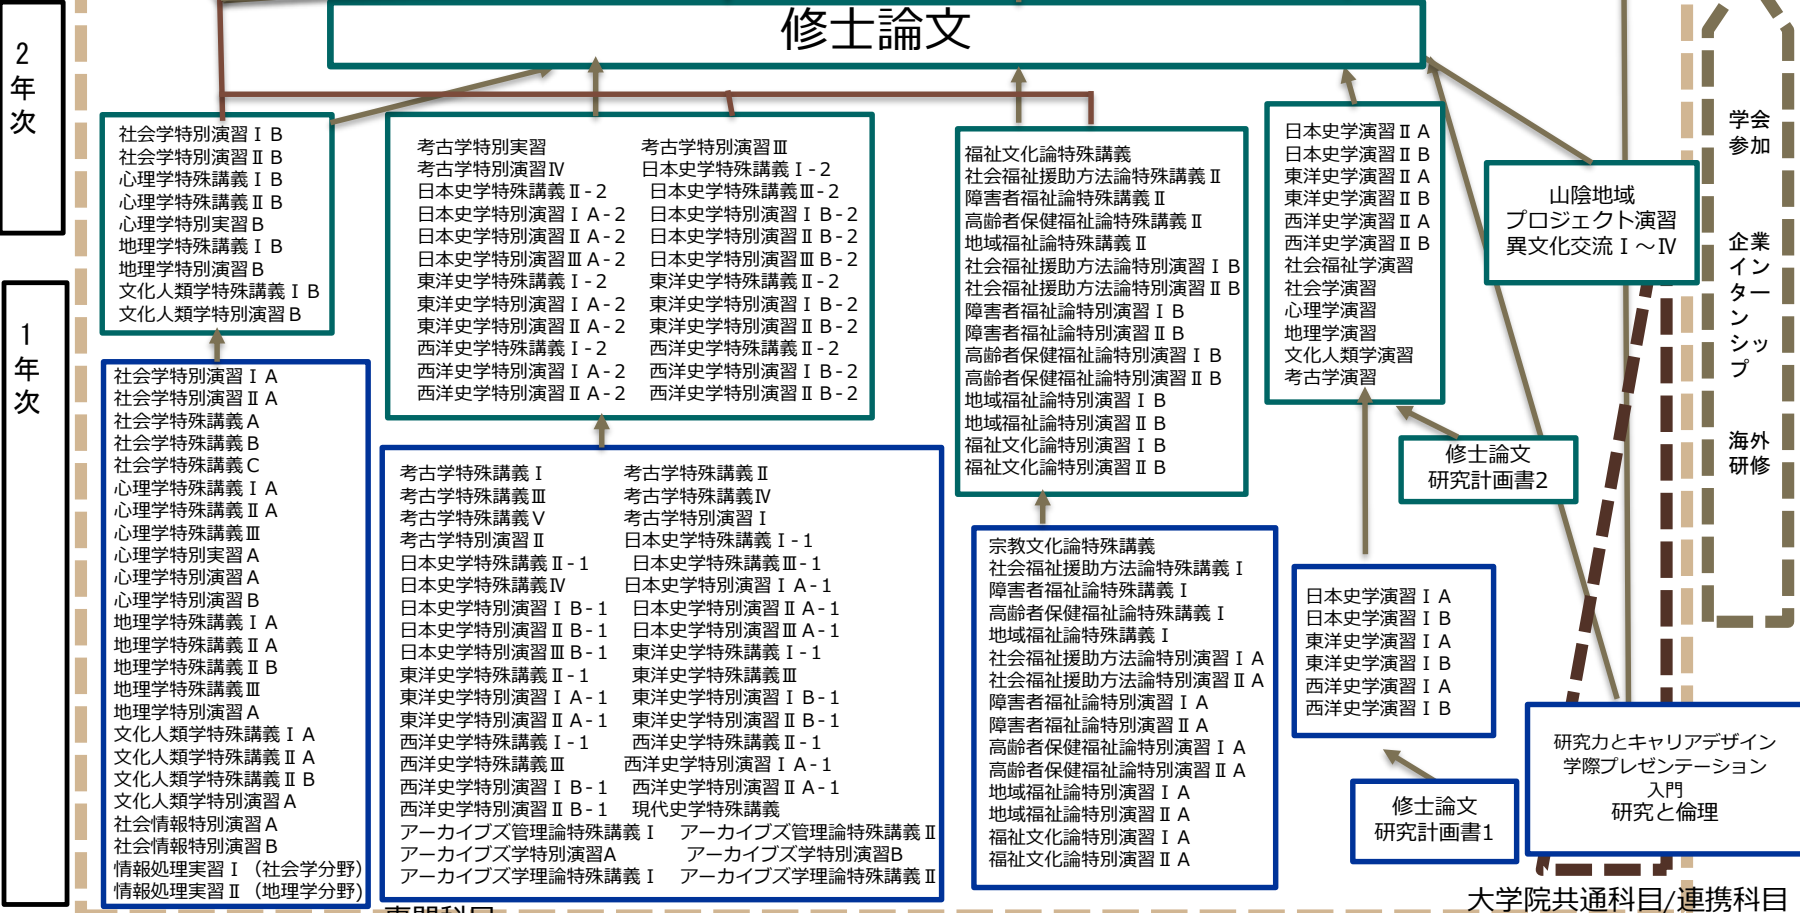 修士論文
2
年
次
社会学特別演習ⅠB
社会学特別演習ⅡB
心理学特殊講義ⅠB
心理学特殊講義ⅡB
心理学特別実習B
地理学特殊講義ⅠB
地理学特別演習B
文化人類学特殊講義ⅠB
文化人類学特別演習B
考古学特別実習 考古学特別演習Ⅲ
考古学特別演習Ⅳ 日本史学特殊講義Ⅰ-2
日本史学特殊講義Ⅱ-2 日本史学特殊講義Ⅲ-2
日本史学特別演習ⅠA-2 日本史学特別演習ⅠB-2
日本史学特別演習ⅡA-2 日本史学特別演習ⅡB-2
日本史学特別演習ⅢA-2 日本史学特別演習ⅢB-2
東洋史学特殊講義Ⅰ-2 東洋史学特殊講義Ⅱ-2
東洋史学特別演習ⅠA-2 東洋史学特別演習ⅠB-2
東洋史学特別演習ⅡA-2 東洋史学特別演習ⅡB-2
西洋史学特殊講義Ⅰ-2 西洋史学特殊講義Ⅱ-2
西洋史学特別演習ⅠA-2 西洋史学特別演習ⅠB-2
西洋史学特別演習ⅡA-2 西洋史学特別演習ⅡB-2
福祉文化論特殊講義
社会福祉援助方法論特殊講義Ⅱ
障害者福祉論特殊講義Ⅱ
高齢者保健福祉論特殊講義Ⅱ
地域福祉論特殊講義Ⅱ
社会福祉援助方法論特別演習ⅠB
社会福祉援助方法論特別演習ⅡB
障害者福祉論特別演習ⅠB
障害者福祉論特別演習ⅡB
高齢者保健福祉論特別演習ⅠB
高齢者保健福祉論特別演習ⅡB
地域福祉論特別演習ⅠB
地域福祉論特別演習ⅡB
福祉文化論特別演習ⅠB
福祉文化論特別演習ⅡB
日本史学演習ⅡA
日本史学演習ⅡB
東洋史学演習ⅡA
東洋史学演習ⅡB
西洋史学演習ⅡA
西洋史学演習ⅡB
社会福祉学演習
社会学演習
心理学演習
地理学演習
文化人類学演習
考古学演習
山陰地域
プロジェクト演習
異文化交流Ⅰ～Ⅳ
修士論文
研究計画書2
学会
参加
企業
イン
ター
ン
シッ
プ
海外
研修
1
年
次
社会学特別演習ⅠA
社会学特別演習ⅡA
社会学特殊講義A
社会学特殊講義B
社会学特殊講義C
心理学特殊講義ⅠA
心理学特殊講義ⅡA
心理学特殊講義Ⅲ
心理学特別実習A
心理学特別演習A
心理学特別演習B
地理学特殊講義ⅠA
地理学特殊講義ⅡA
地理学特殊講義ⅡB
地理学特殊講義Ⅲ
地理学特別演習A
文化人類学特殊講義ⅠA
文化人類学特殊講義ⅡA
文化人類学特殊講義ⅡB
文化人類学特別演習A
社会情報特別演習A
社会情報特別演習B
情報処理実習Ⅰ（社会学分野）
情報処理実習Ⅱ（地理学分野）
考古学特殊講義Ⅰ 考古学特殊講義Ⅱ
考古学特殊講義Ⅲ 考古学特殊講義Ⅳ
考古学特殊講義Ⅴ 考古学特別演習Ⅰ
考古学特別演習Ⅱ 日本史学特殊講義Ⅰ-1
日本史学特殊講義Ⅱ-1 日本史学特殊講義Ⅲ-1
日本史学特殊講義Ⅳ 日本史学特別演習ⅠA-1
日本史学特別演習ⅠB-1 日本史学特別演習ⅡA-1
日本史学特別演習ⅡB-1 日本史学特別演習ⅢA-1
日本史学特別演習ⅢB-1 東洋史学特殊講義Ⅰ-1
東洋史学特殊講義Ⅱ-1 東洋史学特殊講義Ⅲ
東洋史学特別演習ⅠA-1 東洋史学特別演習ⅠB-1
東洋史学特別演習ⅡA-1 東洋史学特別演習ⅡB-1
西洋史学特殊講義Ⅰ-1 西洋史学特殊講義Ⅱ-1
西洋史学特殊講義Ⅲ 西洋史学特別演習ⅠA-1
西洋史学特別演習ⅠB-1 西洋史学特別演習ⅡA-1
西洋史学特別演習ⅡB-1 現代史学特殊講義
アーカイブズ管理論特殊講義Ⅰ アーカイブズ管理論特殊講義Ⅱ
アーカイブズ学特別演習A アーカイブズ学特別演習B
アーカイブズ学理論特殊講義Ⅰ アーカイブズ学理論特殊講義Ⅱ
宗教文化論特殊講義
社会福祉援助方法論特殊講義Ⅰ
障害者福祉論特殊講義Ⅰ
高齢者保健福祉論特殊講義Ⅰ
地域福祉論特殊講義Ⅰ
社会福祉援助方法論特別演習ⅠA
社会福祉援助方法論特別演習ⅡA
障害者福祉論特別演習ⅠA
障害者福祉論特別演習ⅡA
高齢者保健福祉論特別演習ⅠA
高齢者保健福祉論特別演習ⅡA
地域福祉論特別演習ⅠA
地域福祉論特別演習ⅡA
福祉文化論特別演習ⅠA
福祉文化論特別演習ⅡA
日本史学演習ⅠA
日本史学演習ⅠB
東洋史学演習ⅠA
東洋史学演習ⅠB
西洋史学演習ⅠA
西洋史学演習ⅠB
修士論文
研究計画書1
研究力とキャリアデザイン
学際プレゼンテーション
入門
研究と倫理
大学院共通科目/連携科目